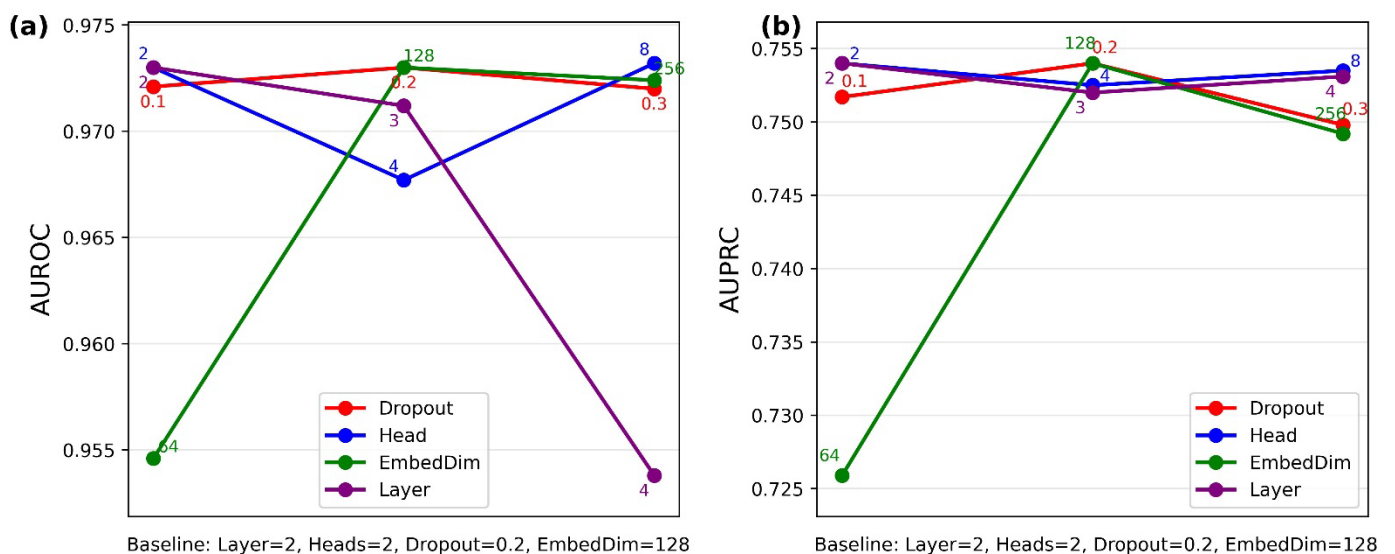 (a)
0.975
0.970
0.965
0.960
0.955
AUROC
2
2
0.1
128
0.2
3
4
8
256
0.3
64
4
Dropout
Head
EmbedDim
Layer
Baseline: Layer=2, Heads=2, Dropout=0.2, EmbedDim=128
(b)
0.755
0.750
0.745
0.740
0.735
0.730
0.725
AUPRC
2
2
0.1
128
0.2
4
3
8
4
256
0.3
64
Dropout
Head
EmbedDim
Layer
Baseline: Layer=2, Heads=2, Dropout=0.2, EmbedDim=128